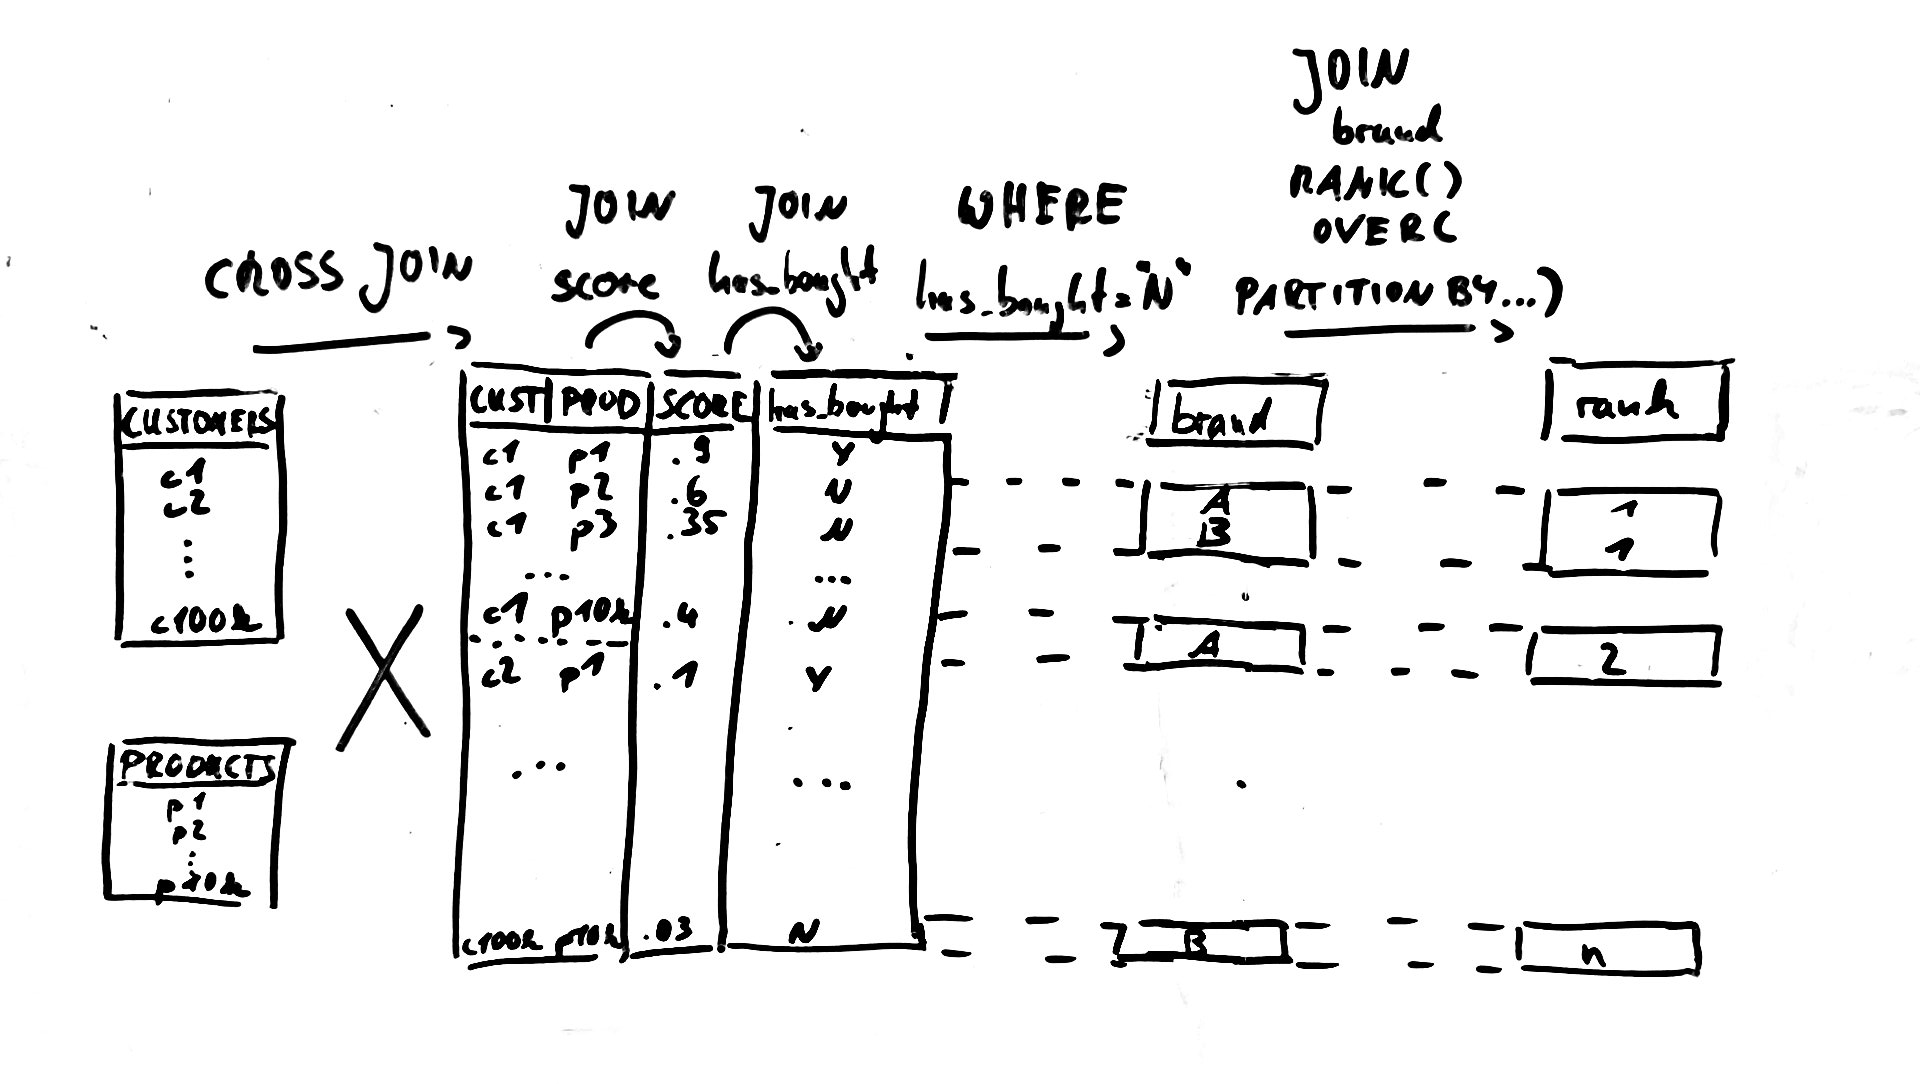 JOIN
brand
RANK()
OVER(
PARTITION BY...)
WHERE
has_bought="N"
JOIN
has_bought
JOIN
score
CROSS JOIN
CUSTOMERS
c1
c2
⋮
c100k
X
PRODUCTS
p1
p2
⋮
p10k
CUST PROD SCORE has_bought
c1 p1 .9 Y
c1 p2 .6 N
c1 p3 .35 N
... ...
c1 p10k .4 N
c2 p1 .1 Y
... ...
c100k p10k .03 N
brand
A
B
A
B
rank
1
1
2
n